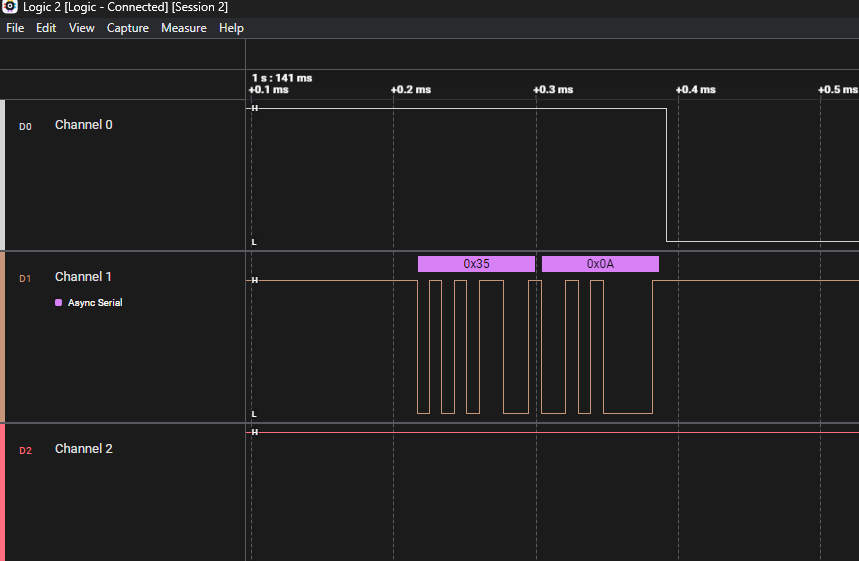 Logic 2 [Logic - Connected] [Session 2]
File Edit View Capture Measure Help
1 s : 141 ms
+0.1 ms +0.2 ms +0.3 ms +0.4 ms +0.5 ms
D0 Channel 0 H
L
0x35 0x0A
D1 Channel 1 H
Async Serial
L
H
D2 Channel 2